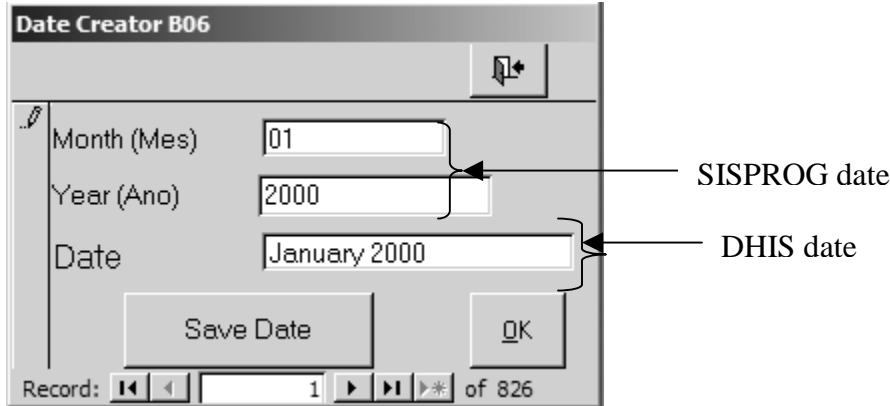 Date Creator B06
Month (Mes) 01
SISPROG date
Year (Ano) 2000
Date January 2000
DHIS date
Save Date OK
Record: 1 of 826